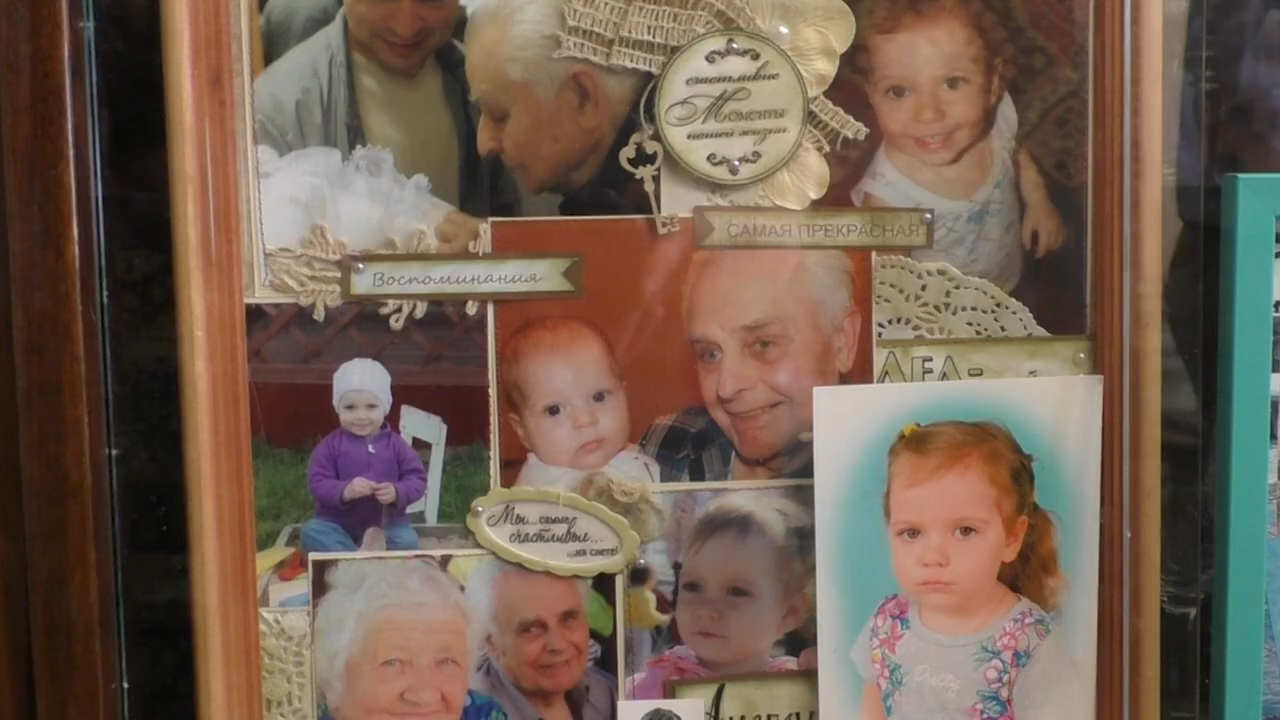 счастливые
Моменты
нашей жизни.
САМАЯ ПРЕКРАСНАЯ
Воспоминания
Мы... самые
счастливые...
...на свете!
Pretty